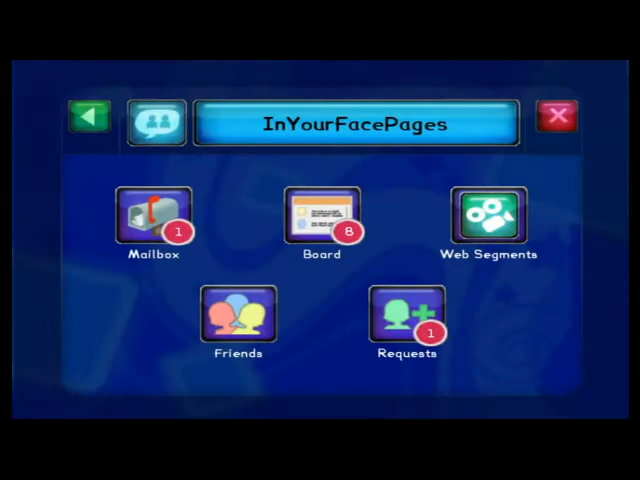 InYourFacePages
1
8
Mailbox
Board
Web Segments
1
Friends
Requests